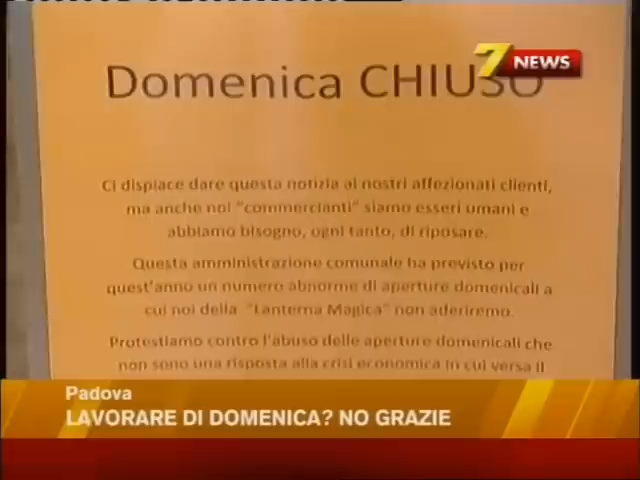 7 NEWS
Domenica CHIUSO
Ci dispiace dare questa notizia ai nostri affezionati clienti,
ma anche noi "commercianti" siamo esseri umani e
abbiamo bisogno, ogni tanto, di riposare.
Questa amministrazione comunale ha previsto per
quest'anno un numero abnorme di aperture domenicali a
cui noi della "Lanterna Magica" non aderiremo.
Protestiamo contro l'abuso delle aperture domenicali che
non sono una risposta alla crisi economica in cui versa il
Padova
LAVORARE DI DOMENICA? NO GRAZIE